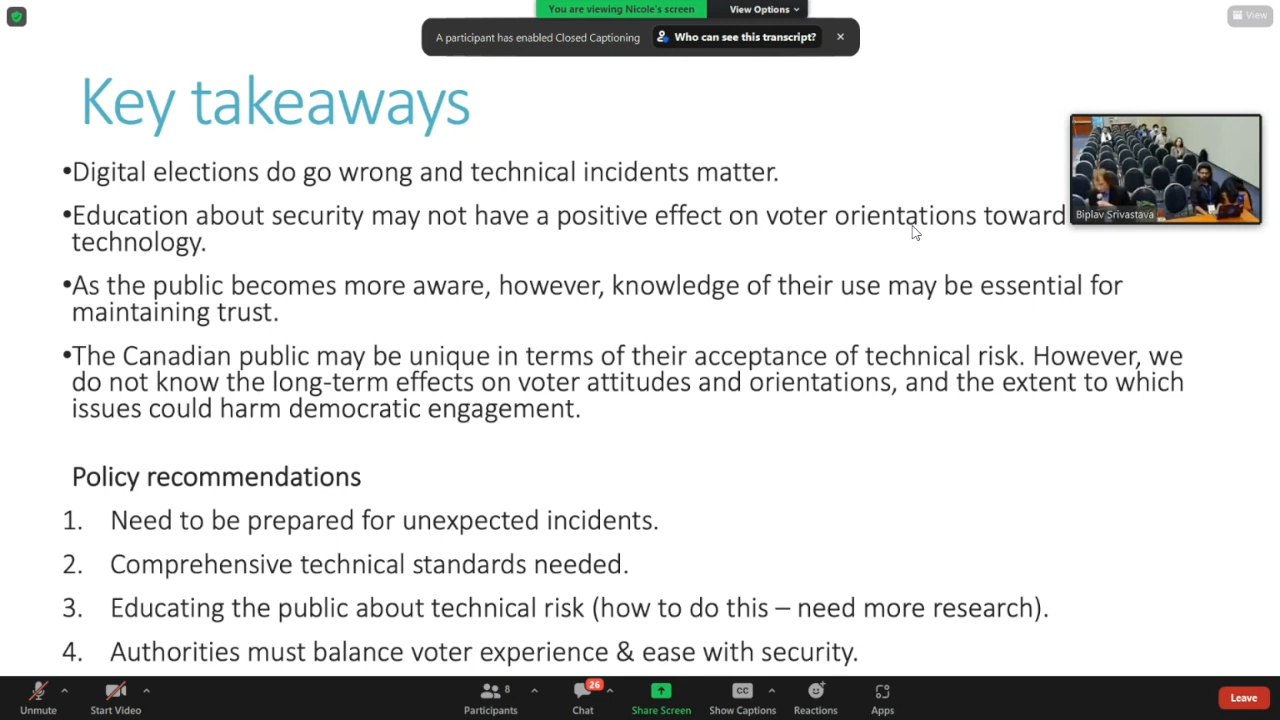 You are viewing Nicole's screen
View Options
View
A participant has enabled Closed Captioning
Who can see this transcript?
Key takeaways
•Digital elections do go wrong and technical incidents matter.
•Education about security may not have a positive effect on voter orientations toward
technology.
Biplav Srivastava
•As the public becomes more aware, however, knowledge of their use may be essential for
maintaining trust.
•The Canadian public may be unique in terms of their acceptance of technical risk. However, we
do not know the long-term effects on voter attitudes and orientations, and the extent to which
issues could harm democratic engagement.
Policy recommendations
1. Need to be prepared for unexpected incidents.
2. Comprehensive technical standards needed.
3. Educating the public about technical risk (how to do this – need more research).
4. Authorities must balance voter experience & ease with security.
Unmute
Start Video
Participants
8
Chat
26
Share Screen
CC
Show Captions
Reactions
Apps
Leave